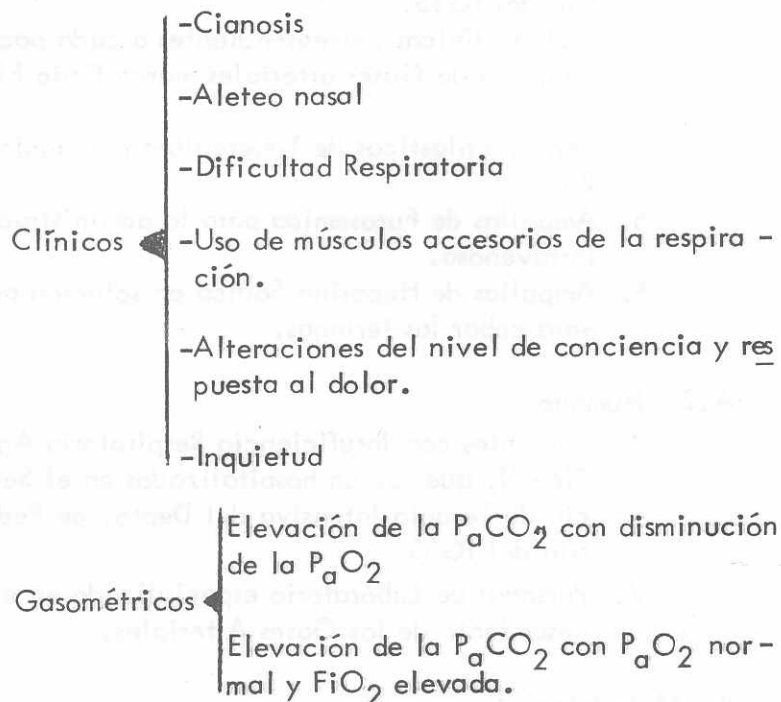 -Cianosis
-Aleteo nasal
-Dificultad Respiratoria
Clínicos
-Uso de músculos accesorios de la respira -
ción.
-Alteraciones del nivel de conciencia y res
puesta al dolor.
-Inquietud
Elevación de la PaCO2 con disminución
de la PaO2
Gasométricos
Elevación de la PaCO2 con PaO2 nor-
mal y FiO2 elevada.